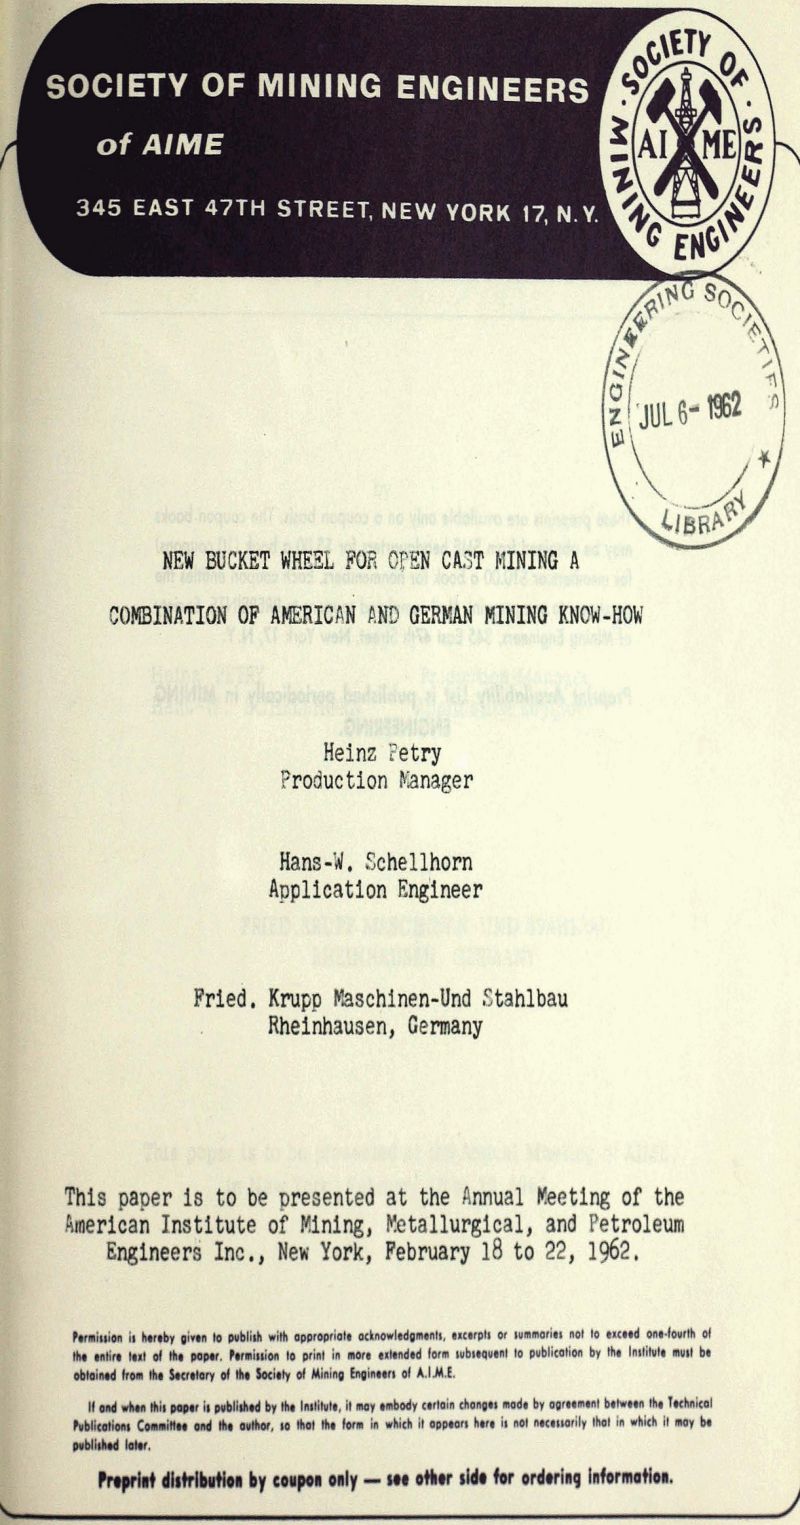 SOCIETY OF MINING ENGINEERS
of AIME
345 EAST 47TH STREET, NEW YORK 17, N.Y.
SOCIETY OF MINING ENGINEERS
AIME
ENGINEERING SOCIETIES
JUL 6- 1962
LIBRARY
NEW BUCKET WHEEL FOR OPEN CAST MINING A
COMBINATION OF AMERICAN AND GERMAN MINING KNOW-HOW
Heinz Petry
Production Manager
Hans-W. Schellhorn
Application Engineer
Fried. Krupp Maschinen-Und Stahlbau
Rheinhausen, Germany
This paper is to be presented at the Annual Meeting of the
American Institute of Mining, Metallurgical, and Petroleum
Engineers Inc., New York, February 18 to 22, 1962.
Permission is hereby given to publish with appropriate acknowledgments, excerpts or summaries not to exceed one-fourth of
the entire text of the paper. Permission to print in more extended form subsequent to publication by the Institute must be
obtained from the Secretary of the Society of Mining Engineers of A.I.M.E.
If and when this paper is published by the Institute, it may embody certain changes made by agreement between the Technical
Publications Committee and the author, so that the form in which it appears here is not necessarily that in which it may be
published later.
Preprint distribution by coupon only — see other side for ordering information.